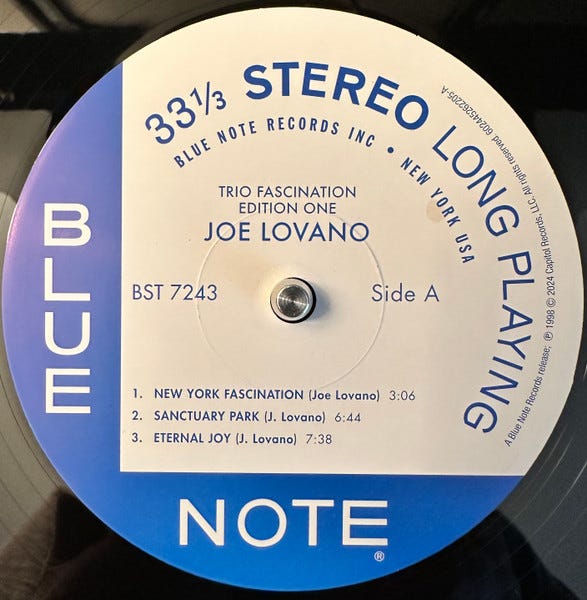 33⅓ STEREO LONG PLAYING
BLUE NOTE RECORDS INC • NEW YORK USA
602445262205-A
TRIO FASCINATION
EDITION ONE
JOE LOVANO
BST 7243
Side A
1. NEW YORK FASCINATION (Joe Lovano) 3:06
2. SANCTUARY PARK (J. Lovano) 6:44
3. ETERNAL JOY (J. Lovano) 7:38
A Blue Note Records release; ℗ 1998 © 2024 Capitol Records, LLC. All rights reserved
BLUE
NOTE®